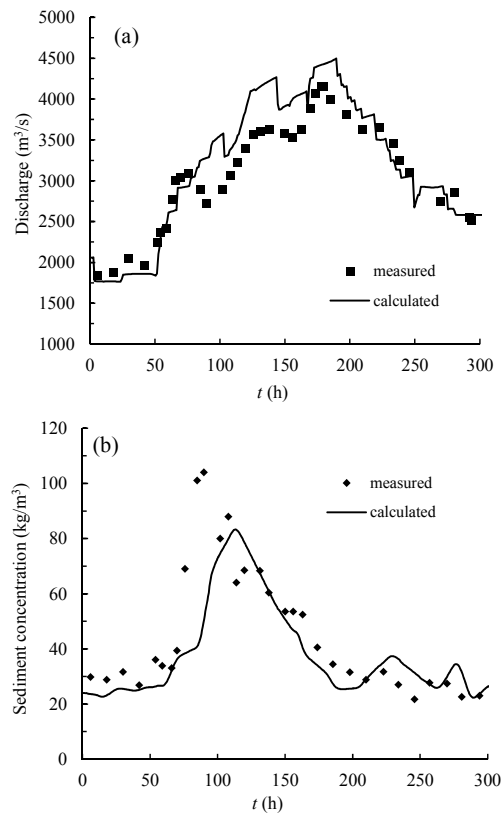 (a)
5000
4500
4000
3500
3000
2500
2000
1500
1000
Discharge (m³/s)
measured
calculated
0 50 100 150 200 250 300
t (h)
(b)
120
100
80
60
40
20
0
Sediment concentration (kg/m³)
measured
calculated
0 50 100 150 200 250 300
t (h)